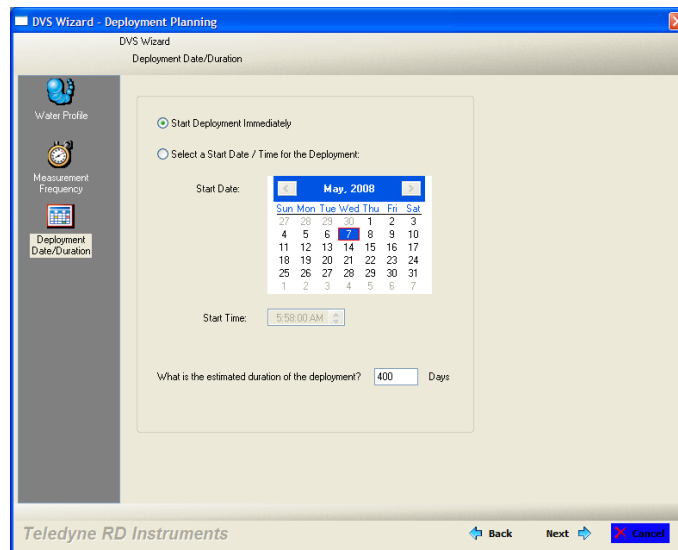 DVS Wizard - Deployment Planning
DVS Wizard
Deployment Date/Duration
Water Profile
Measurement
Frequency
Deployment
Date/Duration
Start Deployment Immediately
Select a Start Date / Time for the Deployment:
Start Date:
May, 2008
Sun Mon Tue Wed Thu Fri Sat
27 28 29 30 1 2 3
4 5 6 7 8 9 10
11 12 13 14 15 16 17
18 19 20 21 22 23 24
25 26 27 28 29 30 31
1 2 3 4 5 6 7
Start Time: 5:58:00 AM
What is the estimated duration of the deployment? 400 Days
Teledyne RD Instruments
Back Next Cancel